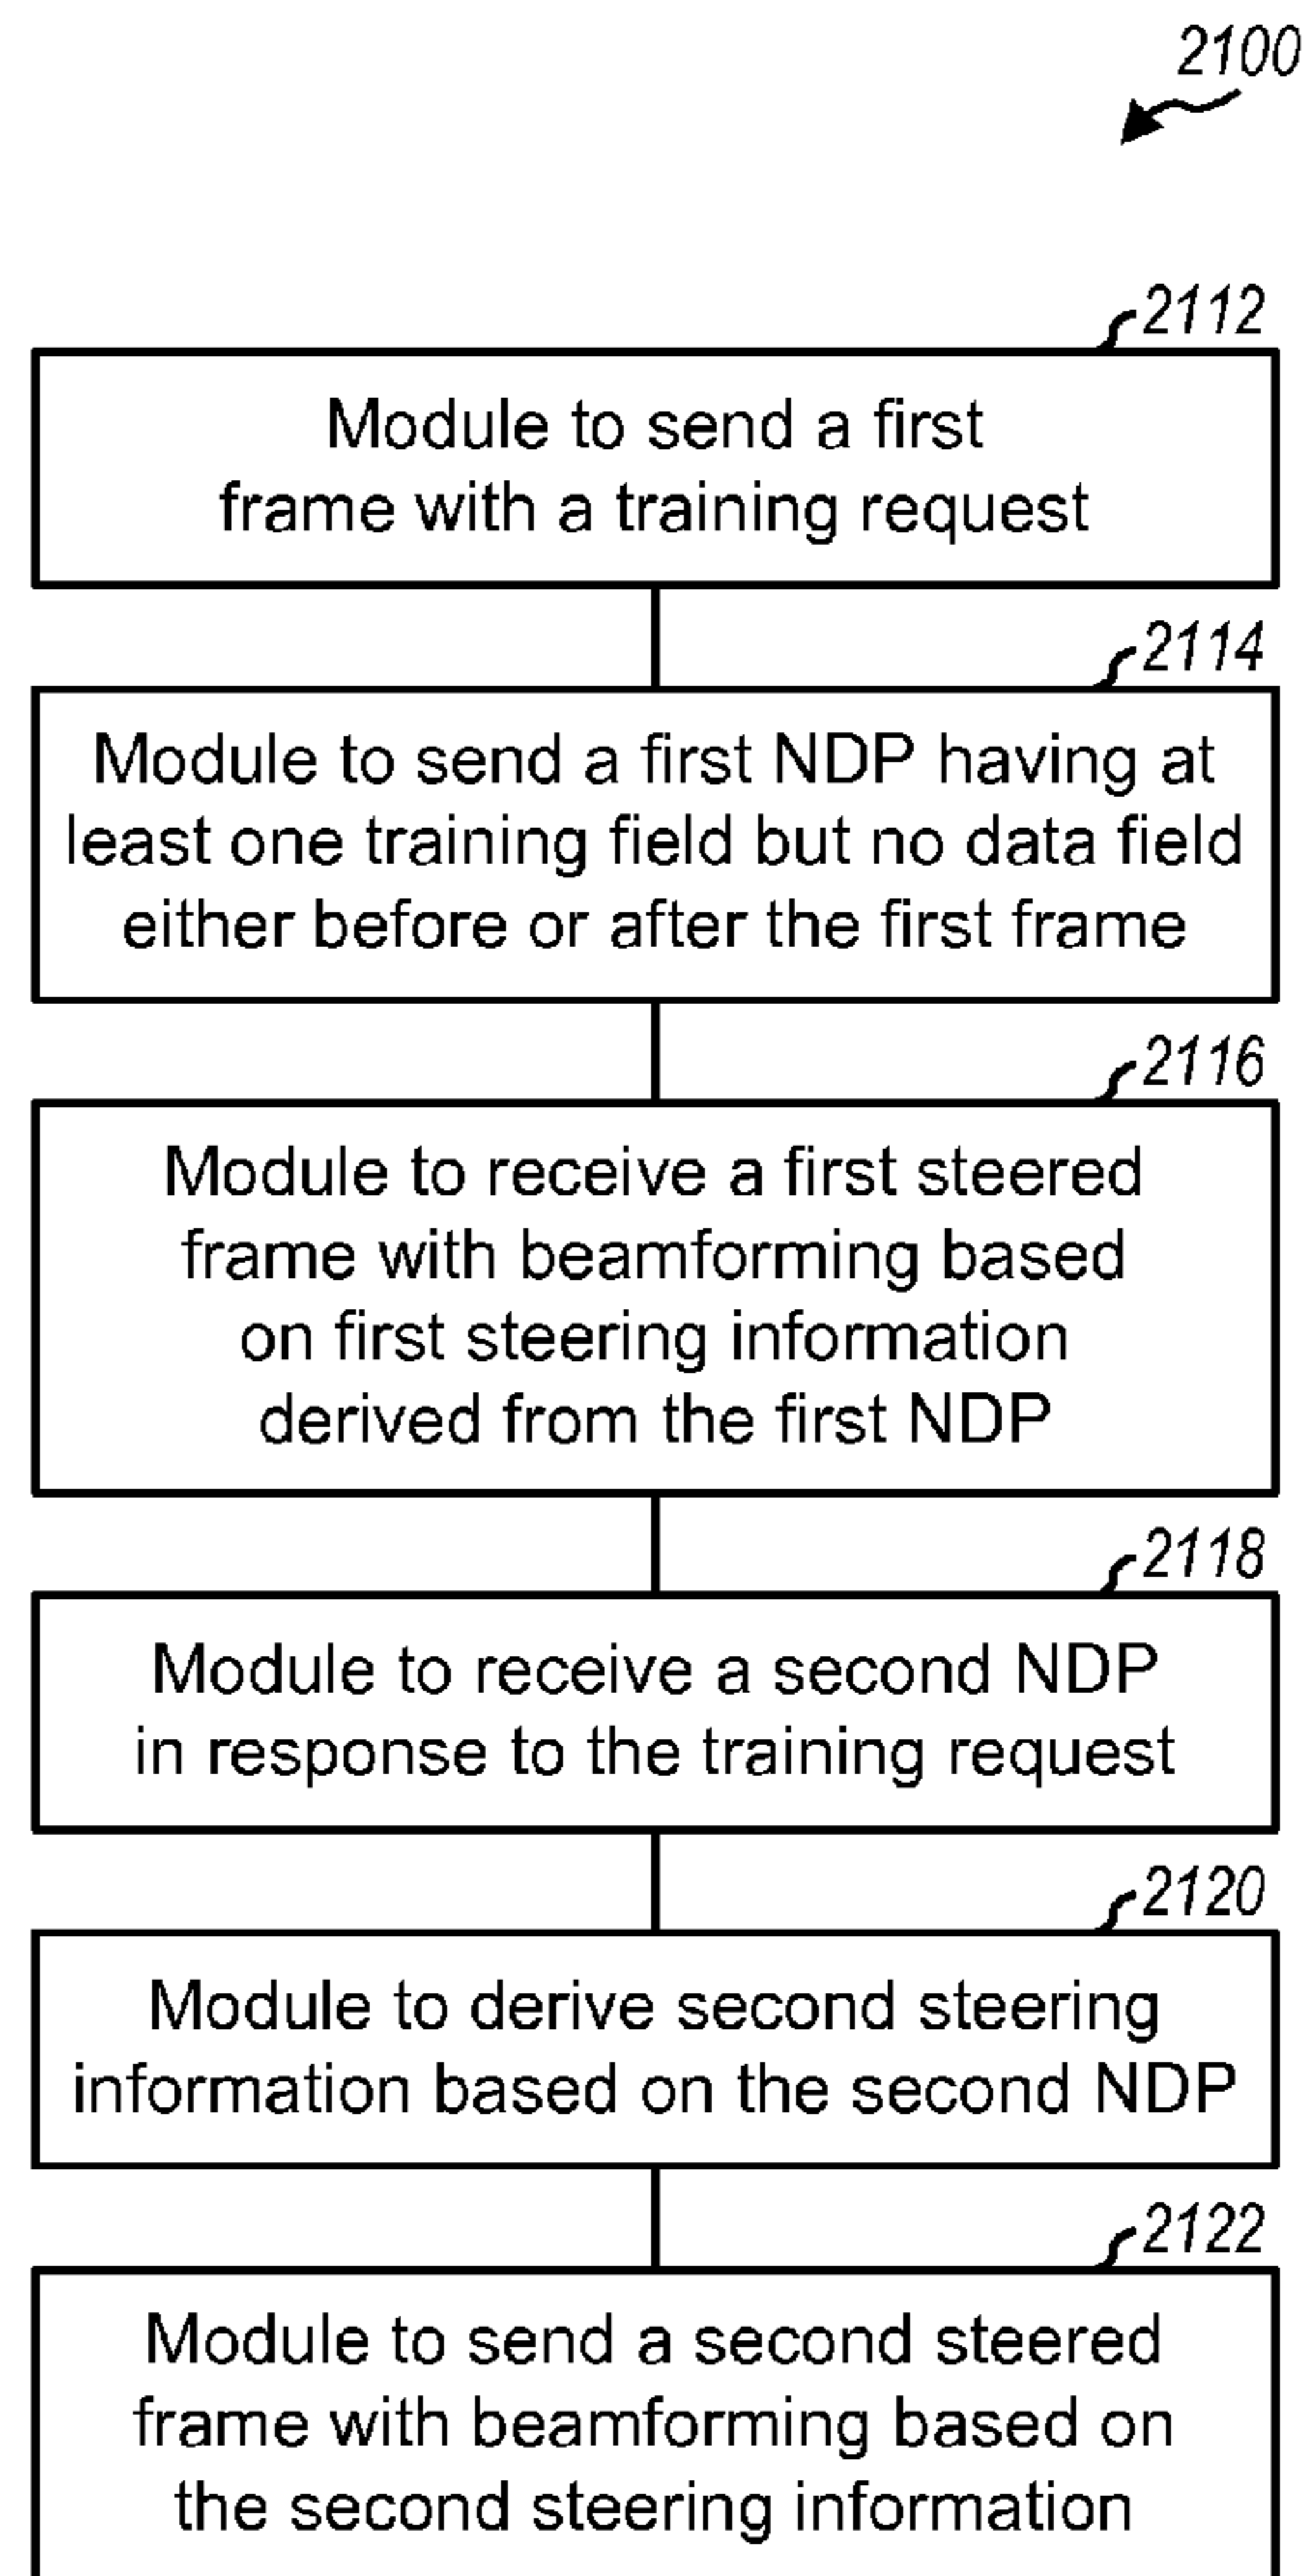 2100
2112
Module to send a first
frame with a training request
2114
Module to send a first NDP having at
least one training field but no data field
either before or after the first frame
2116
Module to receive a first steered
frame with beamforming based
on first steering information
derived from the first NDP
2118
Module to receive a second NDP
in response to the training request
2120
Module to derive second steering
information based on the second NDP
2122
Module to send a second steered
frame with beamforming based on
the second steering information